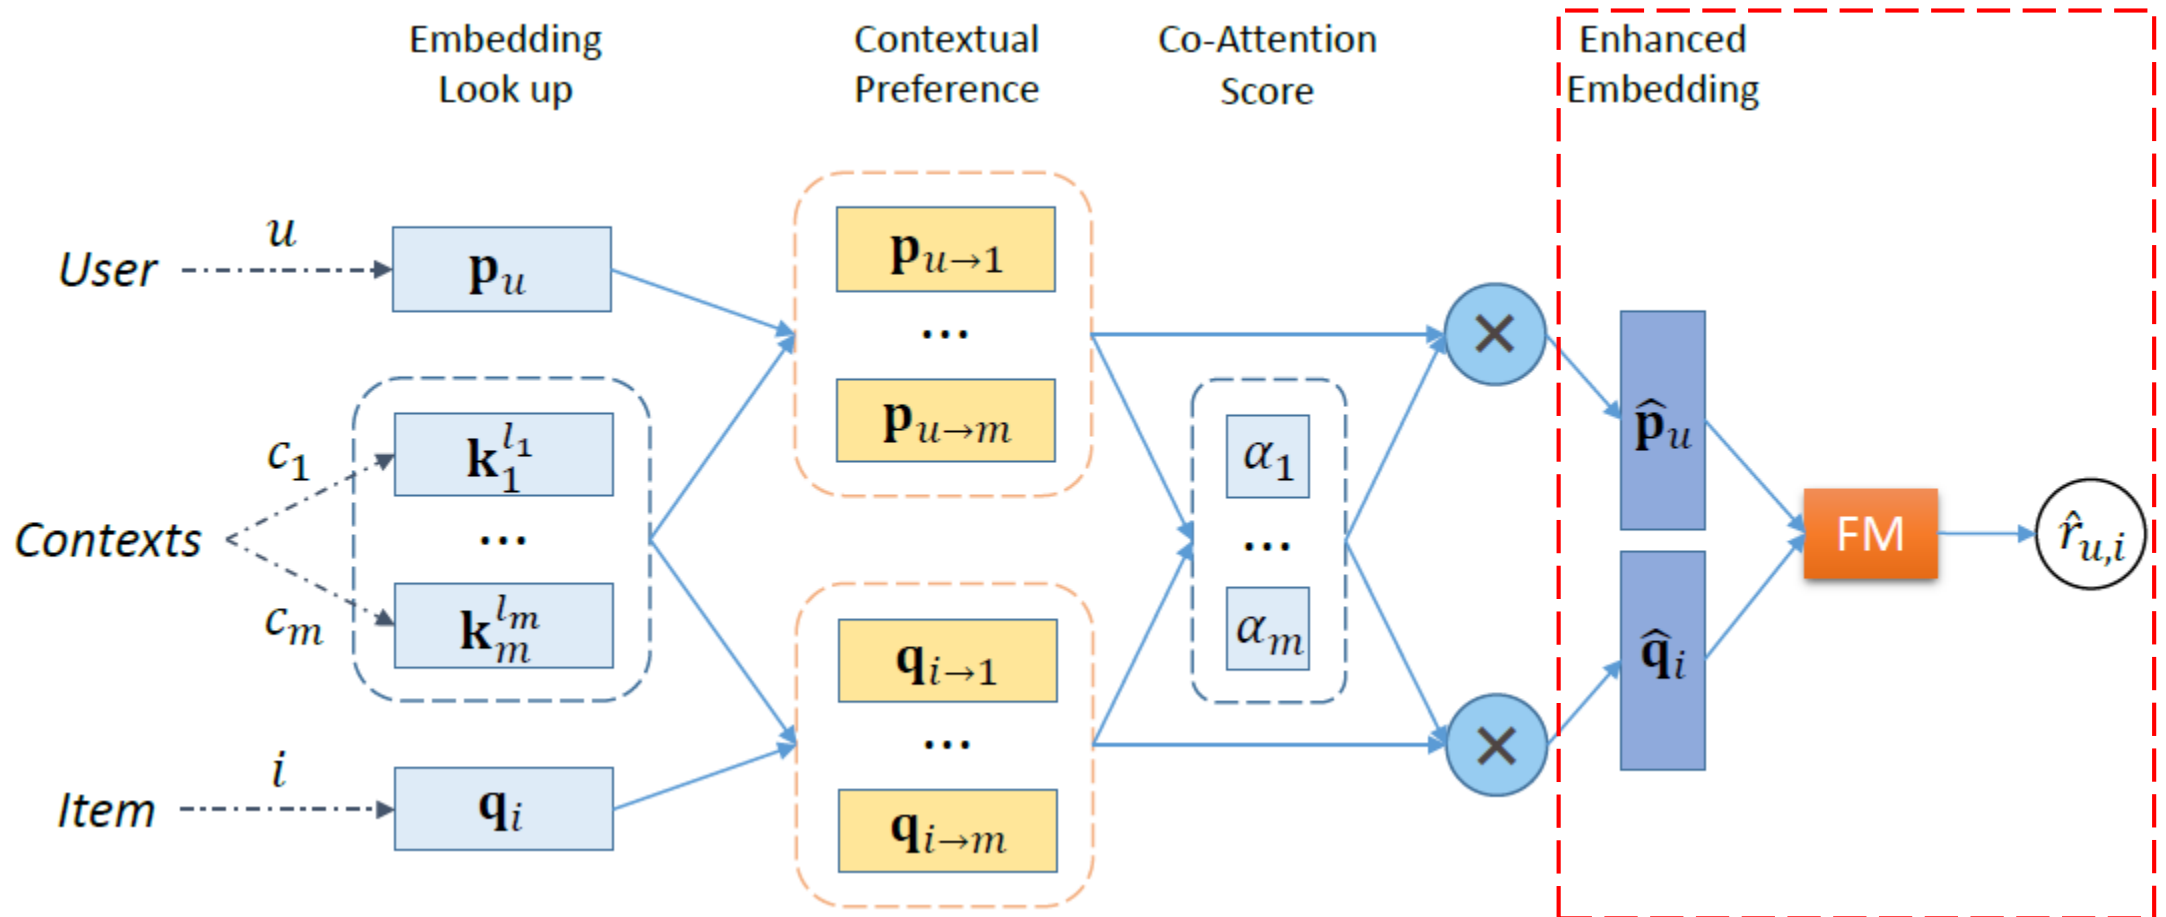 Embedding
Look up
Contextual
Preference
Co-Attention
Score
Enhanced
Embedding
User
u
p_u
Contexts
c_1
c_m
k_1^{l_1}
...
k_m^{l_m}
Item
i
q_i
p_{u→1}
...
p_{u→m}
q_{i→1}
...
q_{i→m}
α_1
...
α_m
×
×
p̂_u
q̂_i
FM
r̂_{u,i}